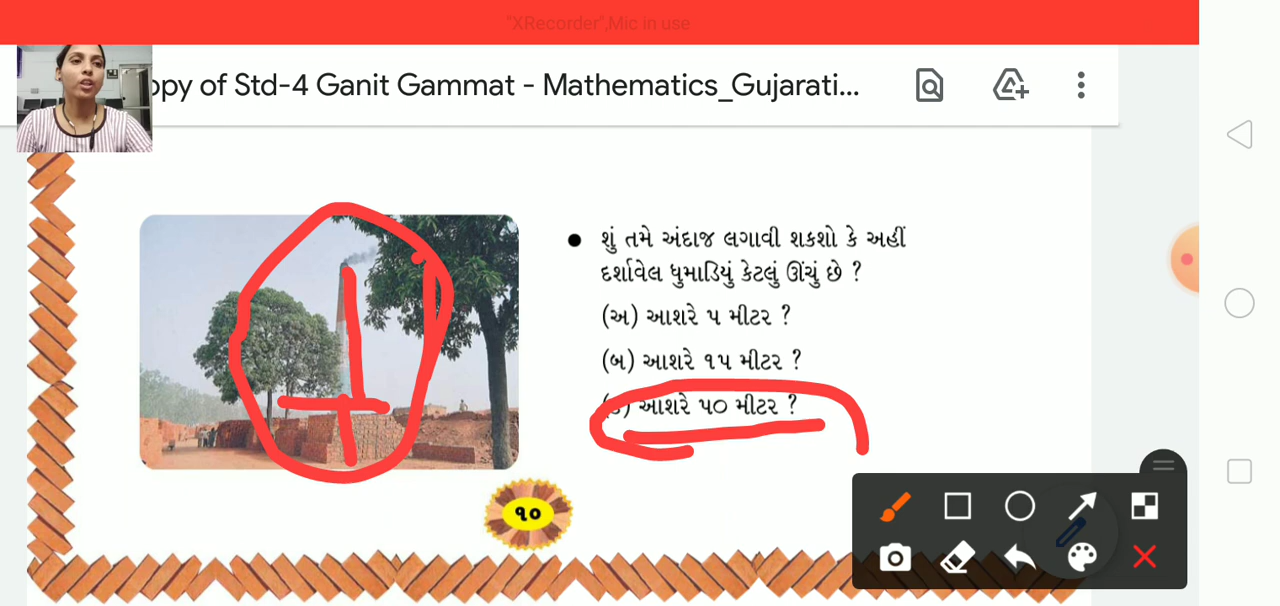 "XRecorder",Mic in use
opy of Std-4 Ganit Gammat - Mathematics_Gujarati...
● શું તમે અંદાજ લગાવી શકશો કે અહીં
દર્શાવેલ ધુમાડિયું કેટલું ઊંચું છે ?
(અ) આશરે ૫ મીટર ?
(બ) આશરે ૧૫ મીટર ?
(ક) આશરે ૫૦ મીટર ?
૧૦